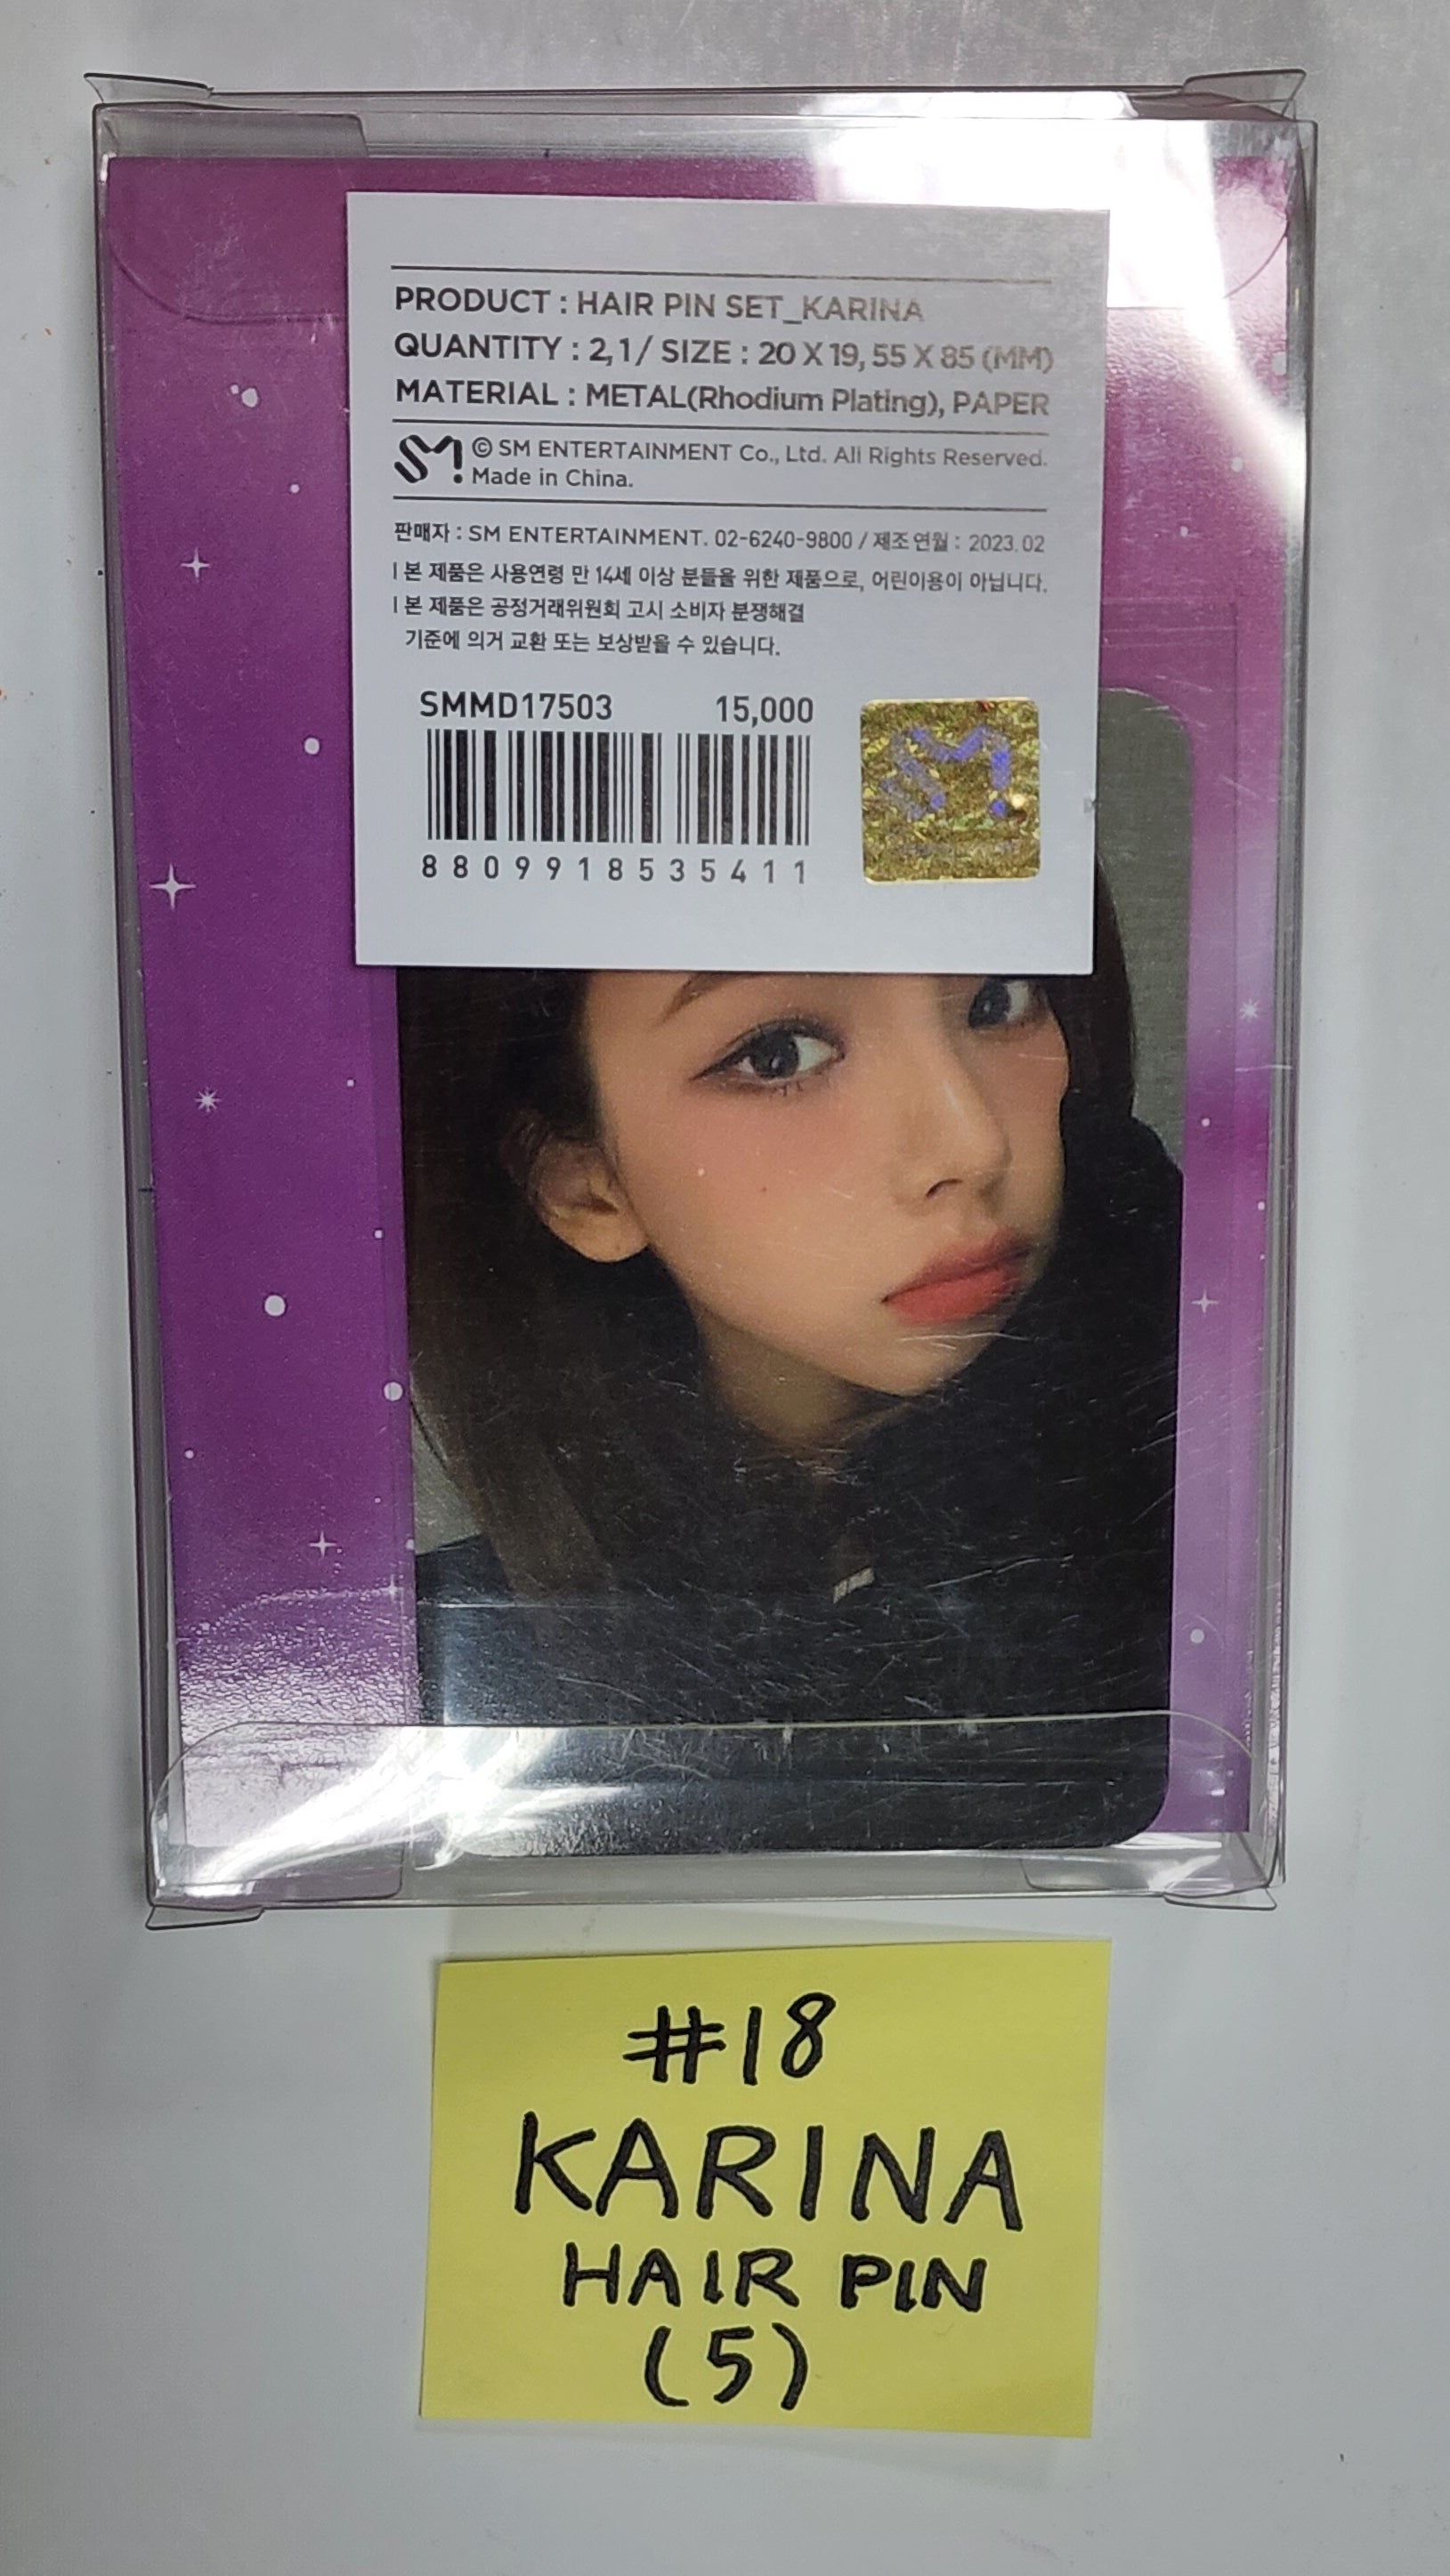 PRODUCT : HAIR PIN SET_KARINA
QUANTITY : 2, 1 / SIZE : 20 X 19, 55 X 85 (MM)
MATERIAL : METAL(Rhodium Plating), PAPER
SM! © SM ENTERTAINMENT Co., Ltd. All Rights Reserved.
Made in China.
판매자 : SM ENTERTAINMENT. 02-6240-9800 / 제조연월 : 2023. 02
l 본 제품은 사용연령 만 14세 이상 분들을 위한 제품으로, 어린이용이 아닙니다.
l 본 제품은 공정거래위원회 고시 소비자 분쟁해결
기준에 의거 교환 또는 보상받을 수 있습니다.
SMMD17503 15,000
8809918535411
SM!
#18
KARINA
HAIR PIN
(5)